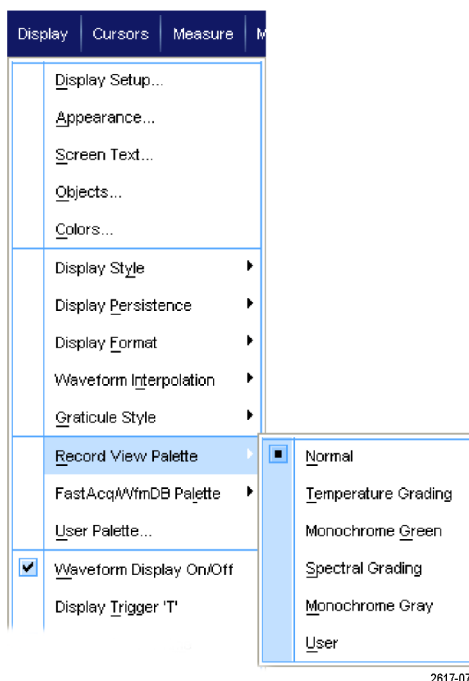 Display Cursors Measure
Display Setup...
Appearance...
Screen Text...
Objects...
Colors...
Display Style
Display Persistence
Display Format
Waveform Interpolation
Graticule Style
Record View Palette
FastAcq/WfmDB Palette
User Palette...
Waveform Display On/Off
Display Trigger 'T'
Normal
Temperature Grading
Monochrome Green
Spectral Grading
Monochrome Gray
User
2617-07